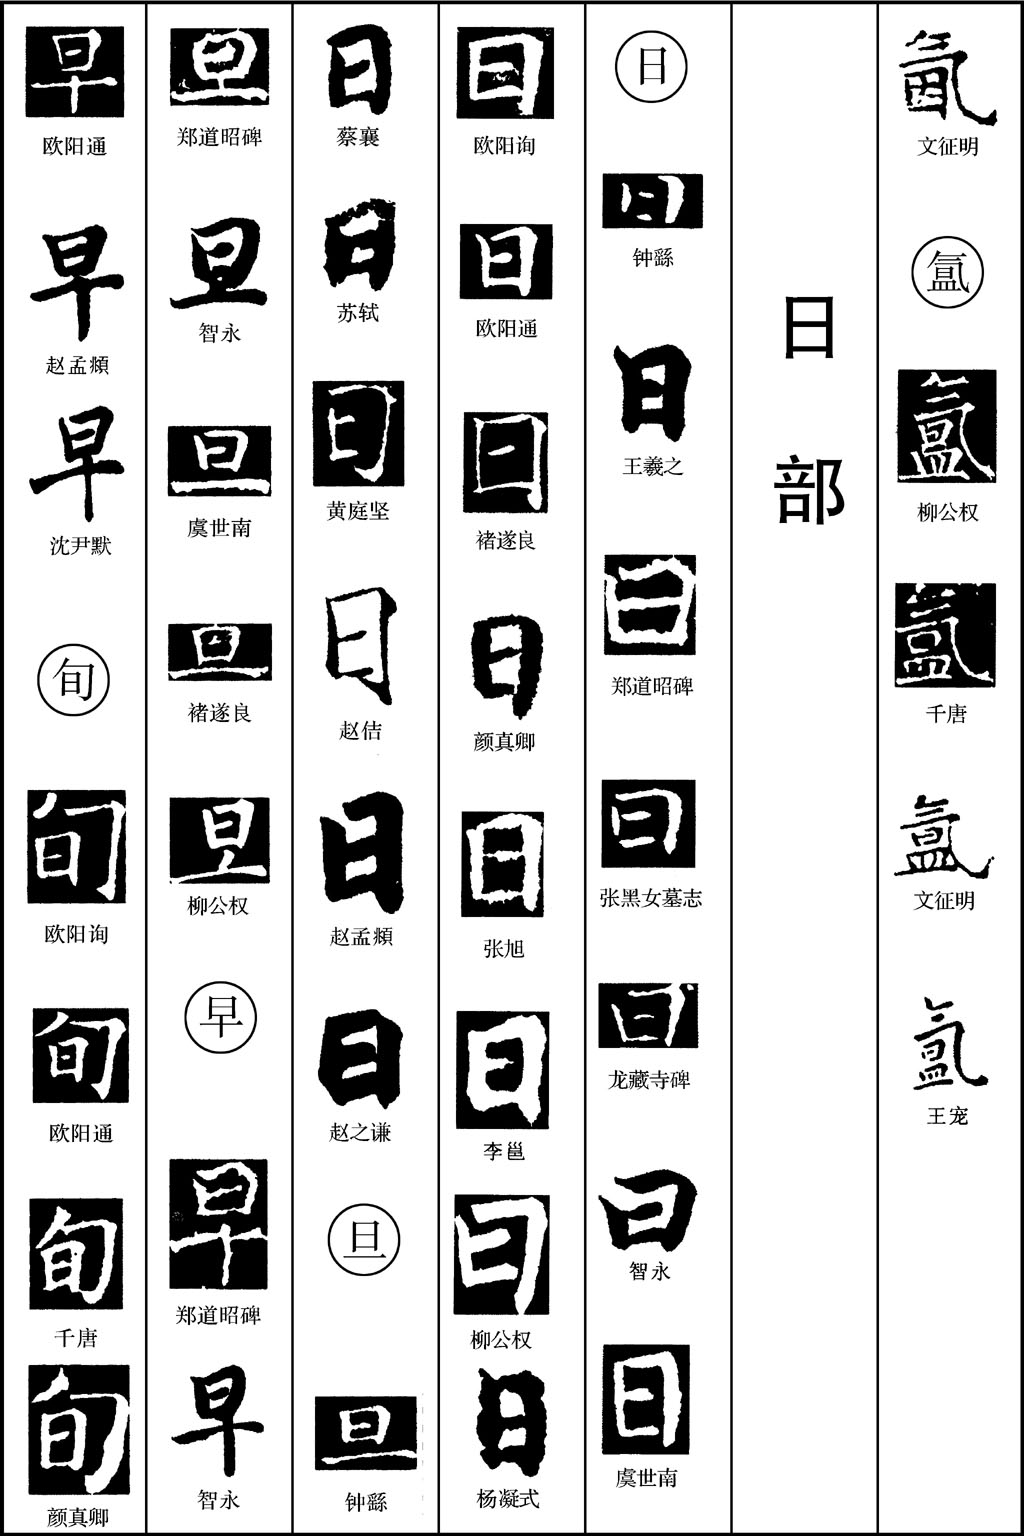 氤
文征明
氲
氲
柳公权
氲
千唐
氲
文征明
氲
王宠
日部
日
日
钟繇
日
王羲之
日
郑道昭碑
日
张黑女墓志
日
龙藏寺碑
日
智永
日
虞世南
日
欧阳询
日
欧阳通
日
褚遂良
日
颜真卿
日
张旭
日
李邕
日
柳公权
日
杨凝式
日
蔡襄
日
苏轼
日
黄庭坚
日
赵佶
日
赵孟頫
日
赵之谦
旦
旦
钟繇
旦
郑道昭碑
旦
智永
旦
虞世南
旦
褚遂良
旦
柳公权
早
早
郑道昭碑
早
智永
早
欧阳通
早
赵孟頫
早
沈尹默
旬
旬
欧阳询
旬
欧阳通
旬
千唐
旬
颜真卿